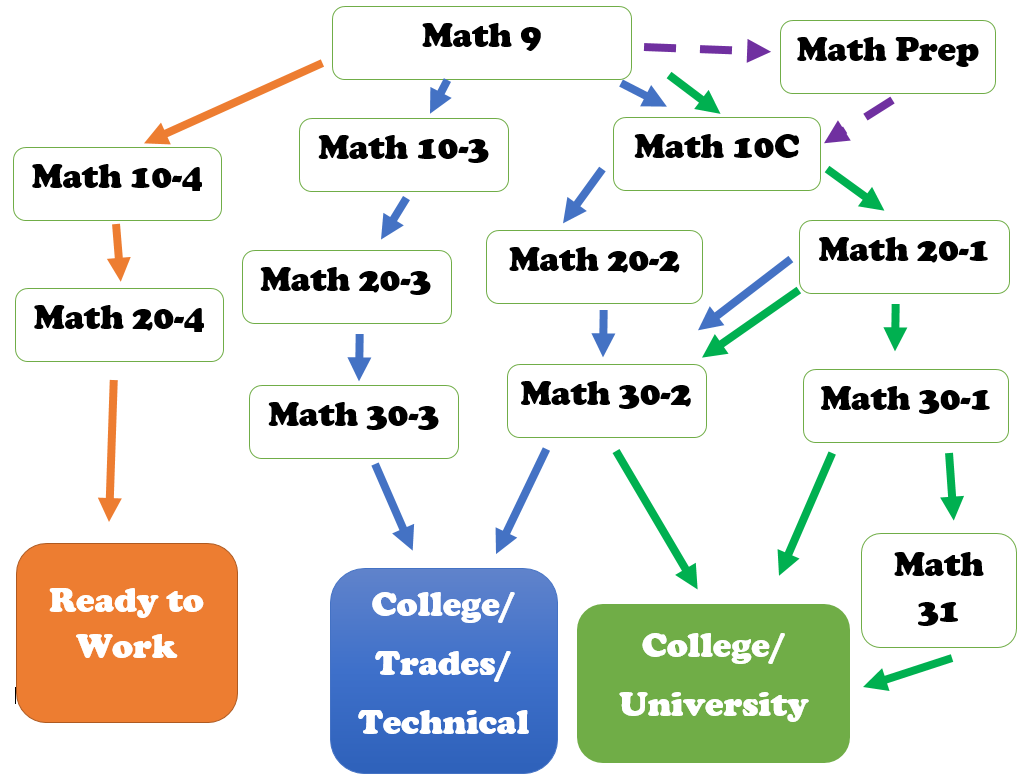 Math 9
Math Prep
Math 10-4
Math 10-3
Math 10C
Math 20-4
Math 20-3
Math 20-2
Math 20-1
Math 30-3
Math 30-2
Math 30-1
Math
31
Ready to
Work
College/
Trades/
Technical
College/
University